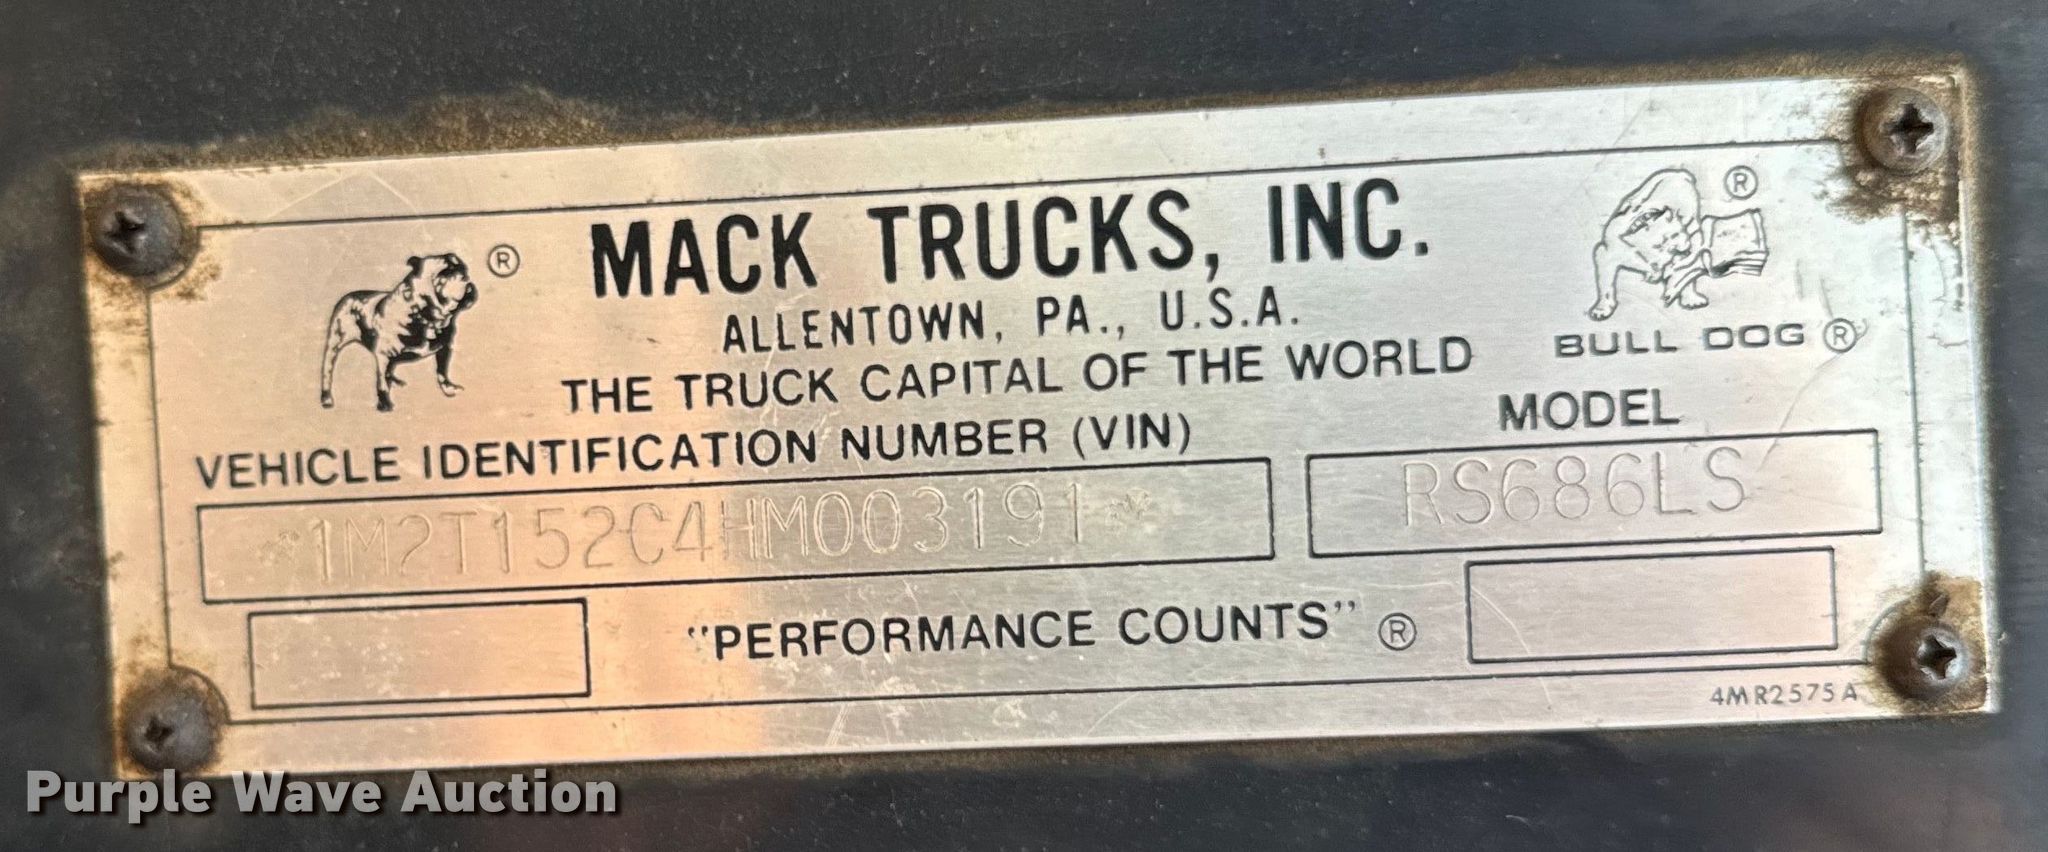 MACK TRUCKS, INC.
ALLENTOWN, PA., U.S.A.
THE TRUCK CAPITAL OF THE WORLD
®
®
BULL DOG ®
VEHICLE IDENTIFICATION NUMBER (VIN)
MODEL
*1M2T152C4HM003191*
RS686LS
"PERFORMANCE COUNTS" ®
4MR2575A
Purple Wave Auction